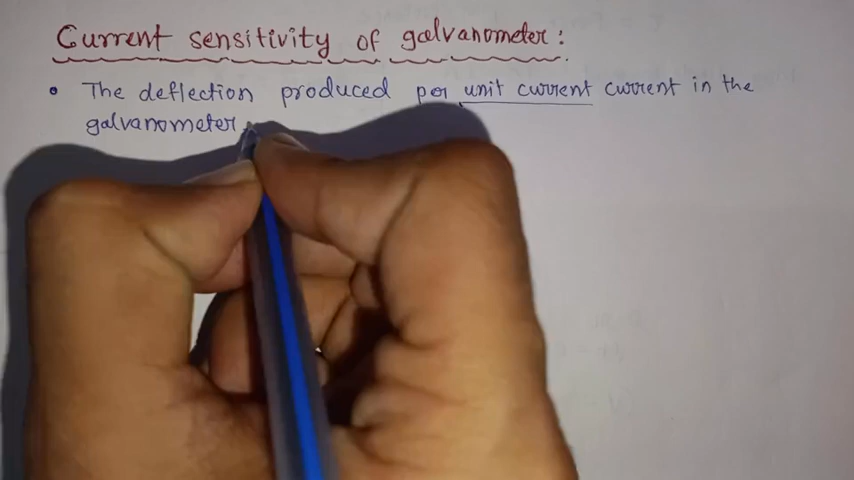 Current sensitivity of galvanometer:
• The deflection produced per unit current current in the
galvanometer.